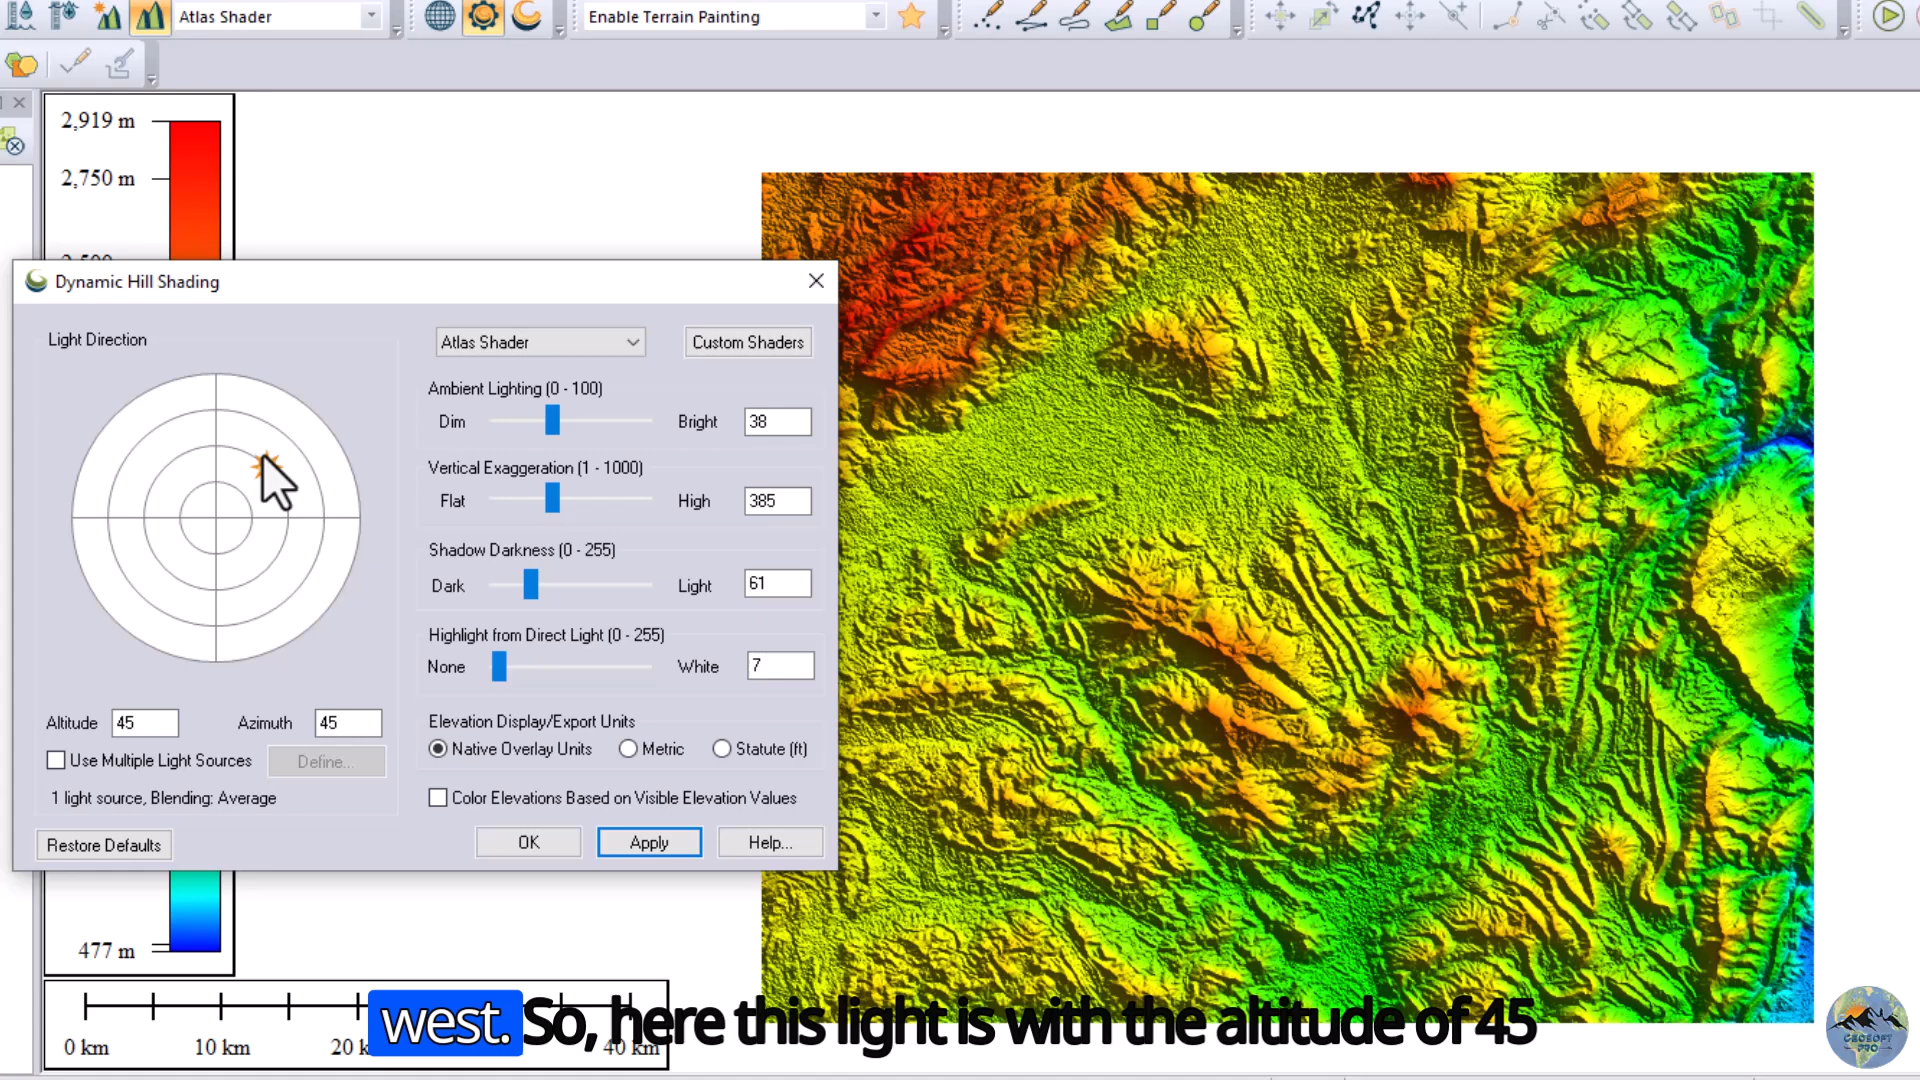 Atlas Shader
Enable Terrain Painting
2,919 m
2,750 m
Dynamic Hill Shading
Light Direction
Atlas Shader
Custom Shaders
Ambient Lighting (0 - 100)
Dim
Bright
38
Vertical Exaggeration (1 - 1000)
Flat
High
385
Shadow Darkness (0 - 255)
Dark
Light
61
Highlight from Direct Light (0 - 255)
None
White
7
Altitude
45
Azimuth
45
Use Multiple Light Sources
Define...
1 light source, Blending: Average
Elevation Display/Export Units
Native Overlay Units
Metric
Statute (ft)
Color Elevations Based on Visible Elevation Values
Restore Defaults
OK
Apply
Help...
477 m
0 km
10 km
20 k
40 km
west. So, here this light is with the altitude of 45
GEOSOFT
PRO